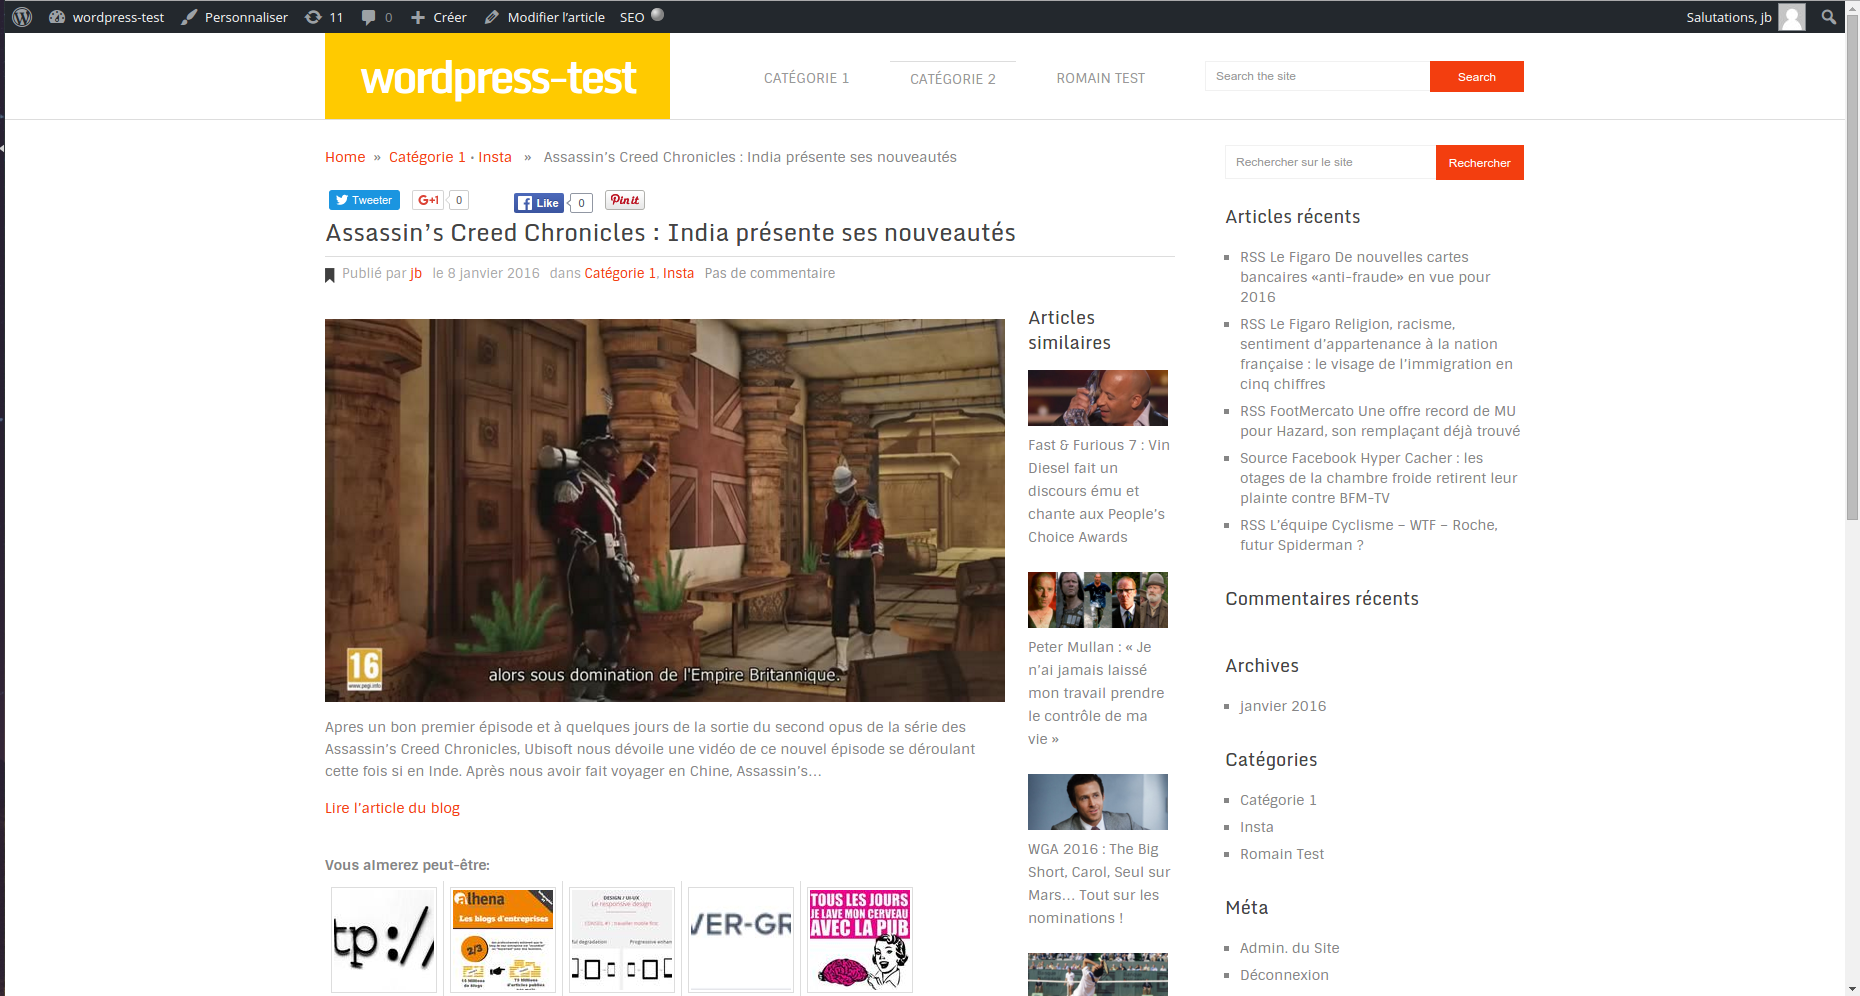 wordpress-test
Personnaliser
11
0
Créer
Modifier l'article
SEO
Salutations, jb
wordpress-test
CATÉGORIE 1
CATÉGORIE 2
ROMAIN TEST
Search the site
Search
Home » Catégorie 1 • Insta » Assassin’s Creed Chronicles : India présente ses nouveautés
Tweeter
G+1
0
Like
0
Pin it
Assassin’s Creed Chronicles : India présente ses nouveautés
Publié par jb le 8 janvier 2016 dans Catégorie 1, Insta Pas de commentaire
16
www.pegi.info
alors sous domination de l'Empire Britannique.
Apres un bon premier épisode et à quelques jours de la sortie du second opus de la série des
Assassin’s Creed Chronicles, Ubisoft nous dévoile une vidéo de ce nouvel épisode se déroulant
cette fois si en Inde. Après nous avoir fait voyager en Chine, Assassin’s…
Lire l’article du blog
Vous aimerez peut-être:
tp://
alhena
Les blogs d'entreprises
2/3
DESIGN / UI-UX
Le responsive design
Progressive enhan
VER-GR
TOUS LES JOURS
JE LAVE MON CERVEAU
AVEC LA PUB
Articles
similaires
Fast & Furious 7 : Vin
Diesel fait un
discours ému et
chante aux People’s
Choice Awards
Peter Mullan : « Je
n’ai jamais laissé
mon travail prendre
le contrôle de ma
vie »
WGA 2016 : The Big
Short, Carol, Seul sur
Mars… Tout sur les
nominations !
Rechercher sur le site
Rechercher
Articles récents
RSS Le Figaro De nouvelles cartes
bancaires «anti-fraude» en vue pour
2016
RSS Le Figaro Religion, racisme,
sentiment d’appartenance à la nation
française : le visage de l’immigration en
cinq chiffres
RSS FootMercato Une offre record de MU
pour Hazard, son remplaçant déjà trouvé
Source Facebook Hyper Cacher : les
otages de la chambre froide retirent leur
plainte contre BFM-TV
RSS L’équipe Cyclisme – WTF – Roche,
futur Spiderman ?
Commentaires récents
Archives
janvier 2016
Catégories
Catégorie 1
Insta
Romain Test
Méta
Admin. du Site
Déconnexion